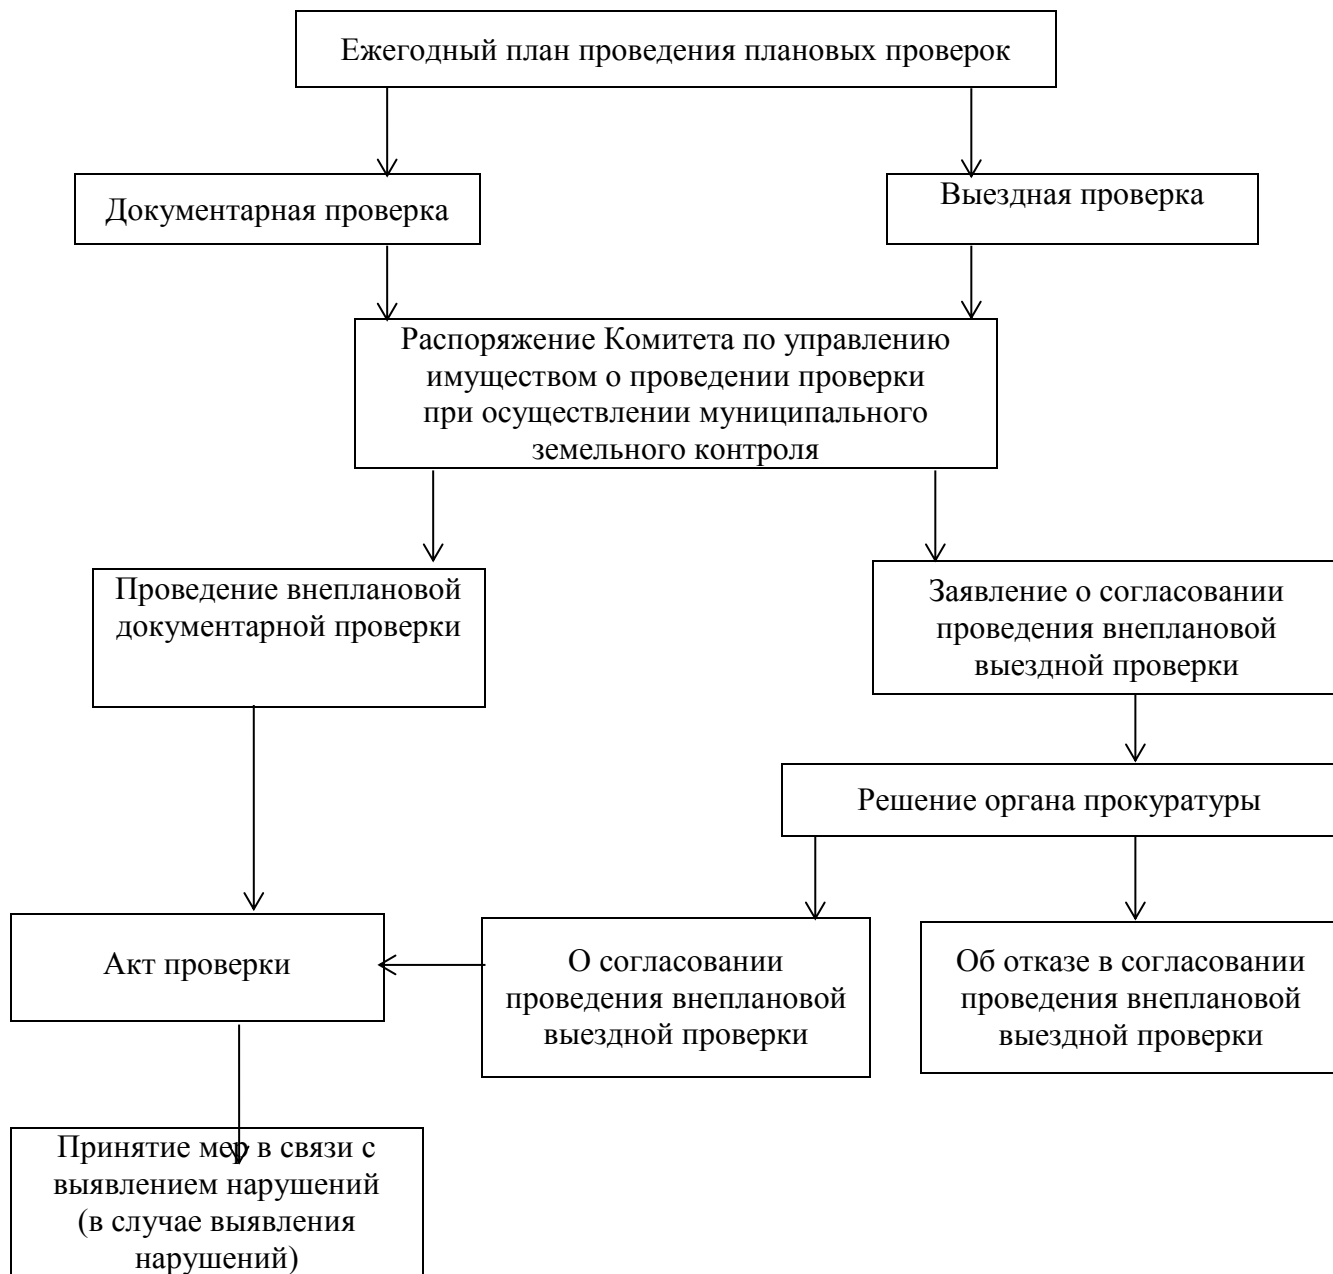 Ежегодный план проведения плановых проверок
Документарная проверка
Выездная проверка
Распоряжение Комитета по управлению
имуществом о проведении проверки
при осуществлении муниципального
земельного контроля
Проведение внеплановой
документарной проверки
Заявление о согласовании
проведения внеплановой
выездной проверки
Решение органа прокуратуры
Акт проверки
О согласовании
проведения внеплановой
выездной проверки
Об отказе в согласовании
проведения внеплановой
выездной проверки
Принятие мер в связи с
выявлением нарушений
(в случае выявления
нарушений)